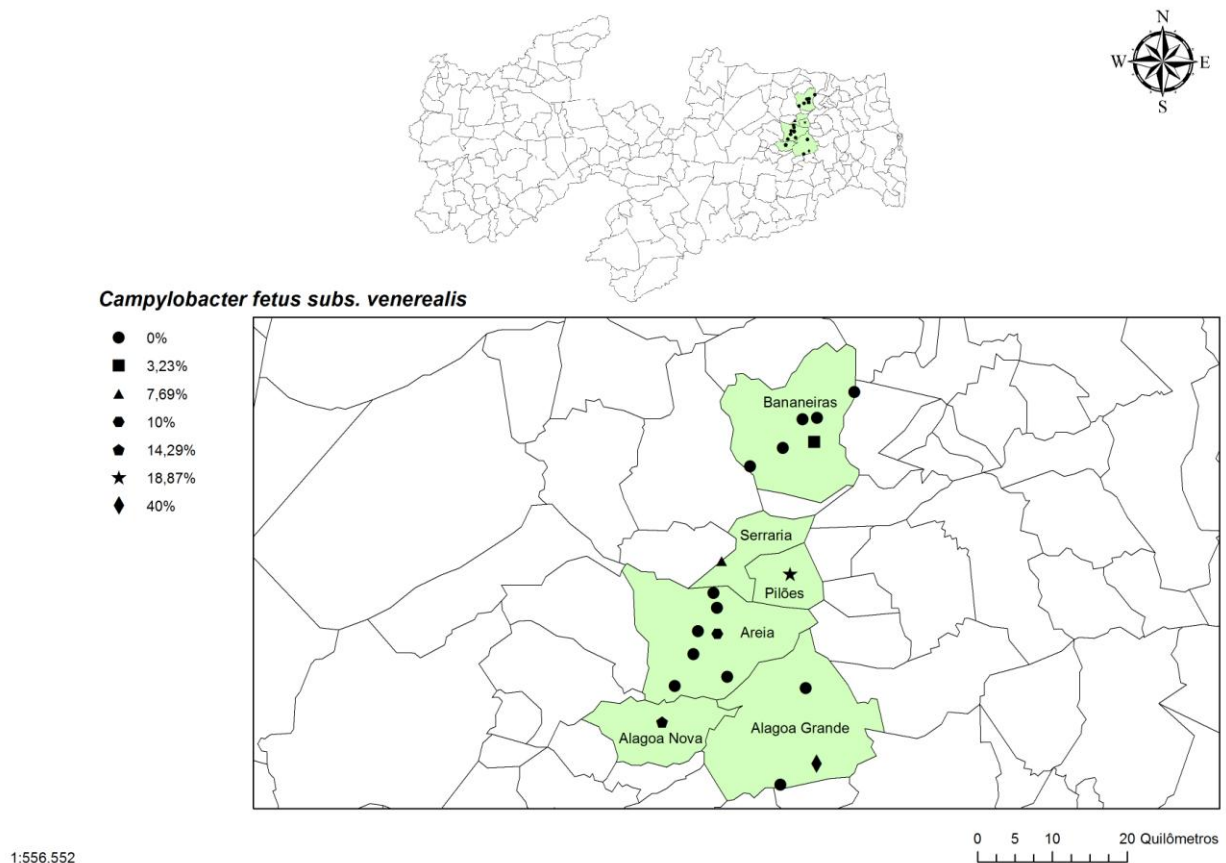 N
W E
S
Campylobacter fetus subs. venerealis
0%
3,23%
7,69%
10%
14,29%
18,87%
40%
Bananeiras
Serraria
Pilões
Areia
Alagoa Nova
Alagoa Grande
0 5 10 20 Quilômetros
1:556.552